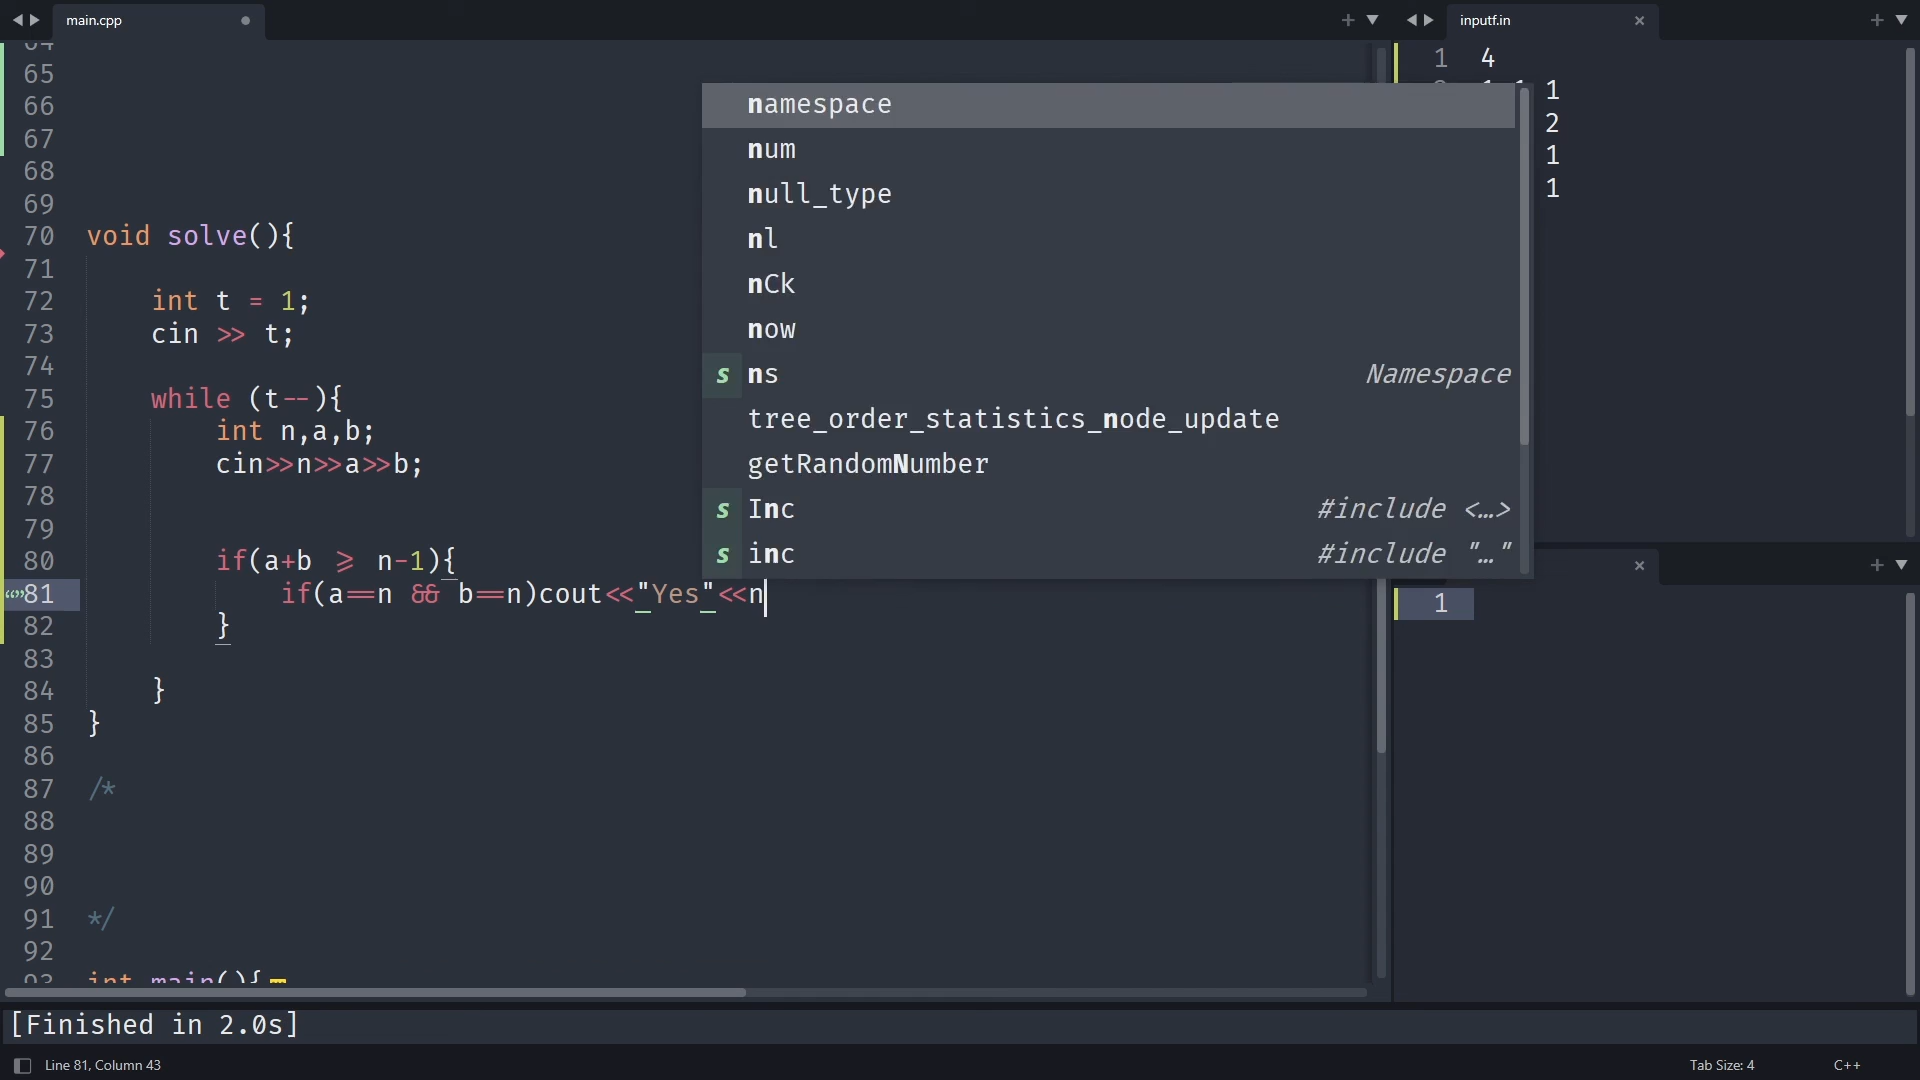 main.cpp
65
66
67
68
69
70 void solve(){
71
72 int t = 1;
73 cin >> t;
74
75 while (t--){
76 int n,a,b;
77 cin>>n>>a>>b;
78
79
80 if(a+b >= n-1){
81 if(a==n && b==n)cout<<"Yes"<<n
82 }
83
84 }
85 }
86
87 /*
88
89
90
91 */
92
93 int main(){
namespace
num
null_type
nl
nCk
now
s ns Namespace
tree_order_statistics_node_update
getRandomNumber
s Inc #include <…>
s inc #include "…"
inputf.in
1 4
1
2
1
1
1
[Finished in 2.0s]
Line 81, Column 43
Tab Size: 4
C++